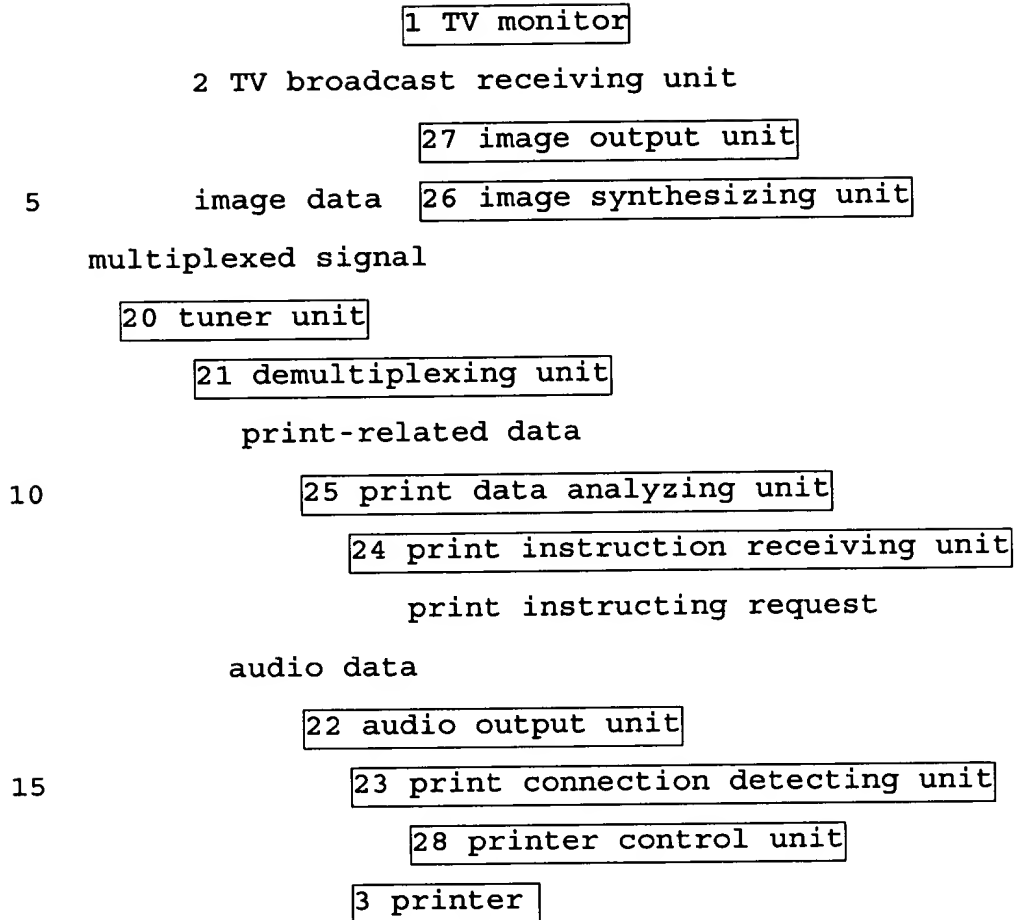 1 TV monitor
2 TV broadcast receiving unit
27 image output unit
5 image data 26 image synthesizing unit
multiplexed signal
20 tuner unit
21 demultiplexing unit
print-related data
10 25 print data analyzing unit
24 print instruction receiving unit
print instructing request
audio data
22 audio output unit
15 23 print connection detecting unit
28 printer control unit
3 printer